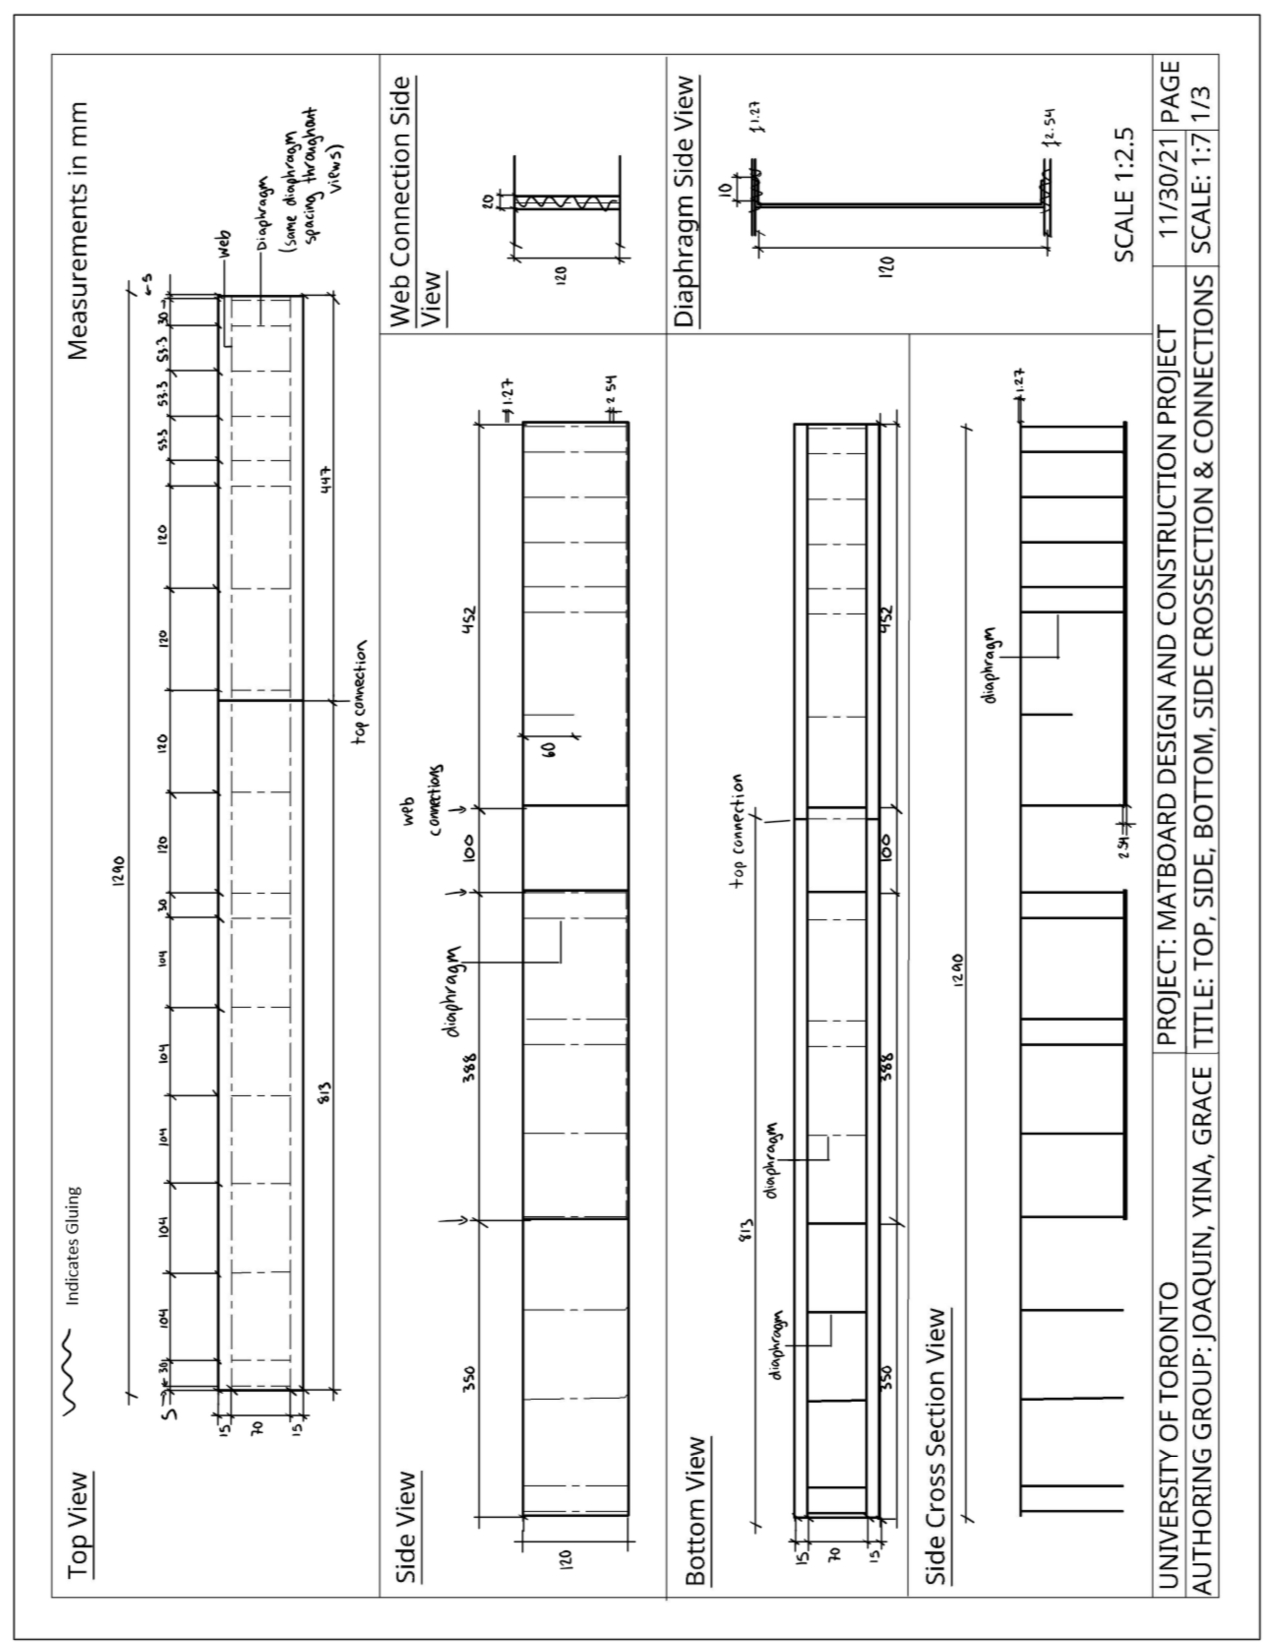 Top View
Indicates Gluing
Measurements in mm
1290
S 30 104 104 104 104 104 30 120 120 120 120 53.3 53.3 53.3 30 S
15
70
15
web
Diaphragm
(same diaphragm
spacing throughout
views)
813 447
top connection
Side View
web
connections
diaphragm
350 388 100 452
1.27
120
60
2.54
Web Connection Side
View
20
120
Bottom View
813
top connection
diaphragm diaphragm
15
70
15
350 388 100 452
Diaphragm Side View
10
1.27
120
2.54
SCALE 1:2.5
Side Cross Section View
1290
diaphragm
1.27
2.54
UNIVERSITY OF TORONTO
PROJECT: MATBOARD DESIGN AND CONSTRUCTION PROJECT
11/30/21
PAGE
AUTHORING GROUP: JOAQUIN, YINA, GRACE
TITLE: TOP, SIDE, BOTTOM, SIDE CROSSECTION & CONNECTIONS
SCALE: 1:7
1/3